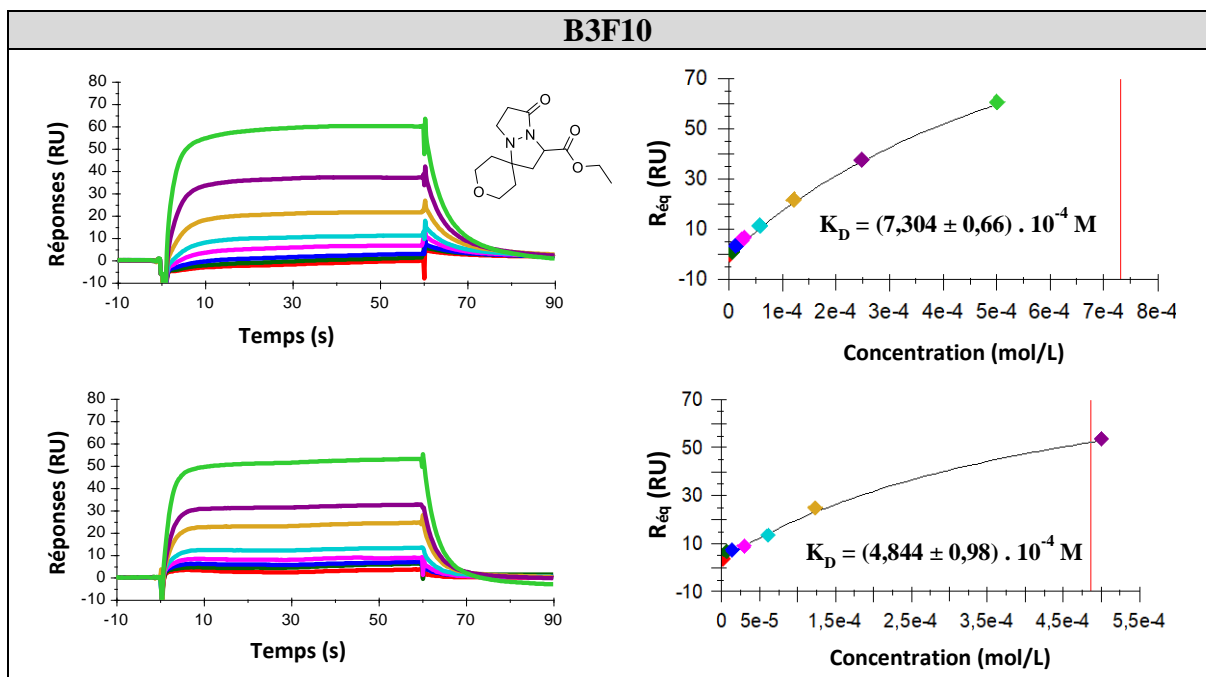 B3F10
80
70
60
50
40
30
20
10
0
-10
-10 10 30 50 70 90
Réponses (RU)
Temps (s)
O
N
N
O
O
O
70
50
30
10
-10
0 1e-4 2e-4 3e-4 4e-4 5e-4 6e-4 7e-4 8e-4
Réq (RU)
KD = (7,304 ± 0,66) . 10-4 M
Concentration (mol/L)
80
70
60
50
40
30
20
10
0
-10
-10 10 30 50 70 90
Réponses (RU)
Temps (s)
70
50
30
10
-10
0 5e-5 1,5e-4 2,5e-4 3,5e-4 4,5e-4 5,5e-4
Réq (RU)
KD = (4,844 ± 0,98) . 10-4 M
Concentration (mol/L)